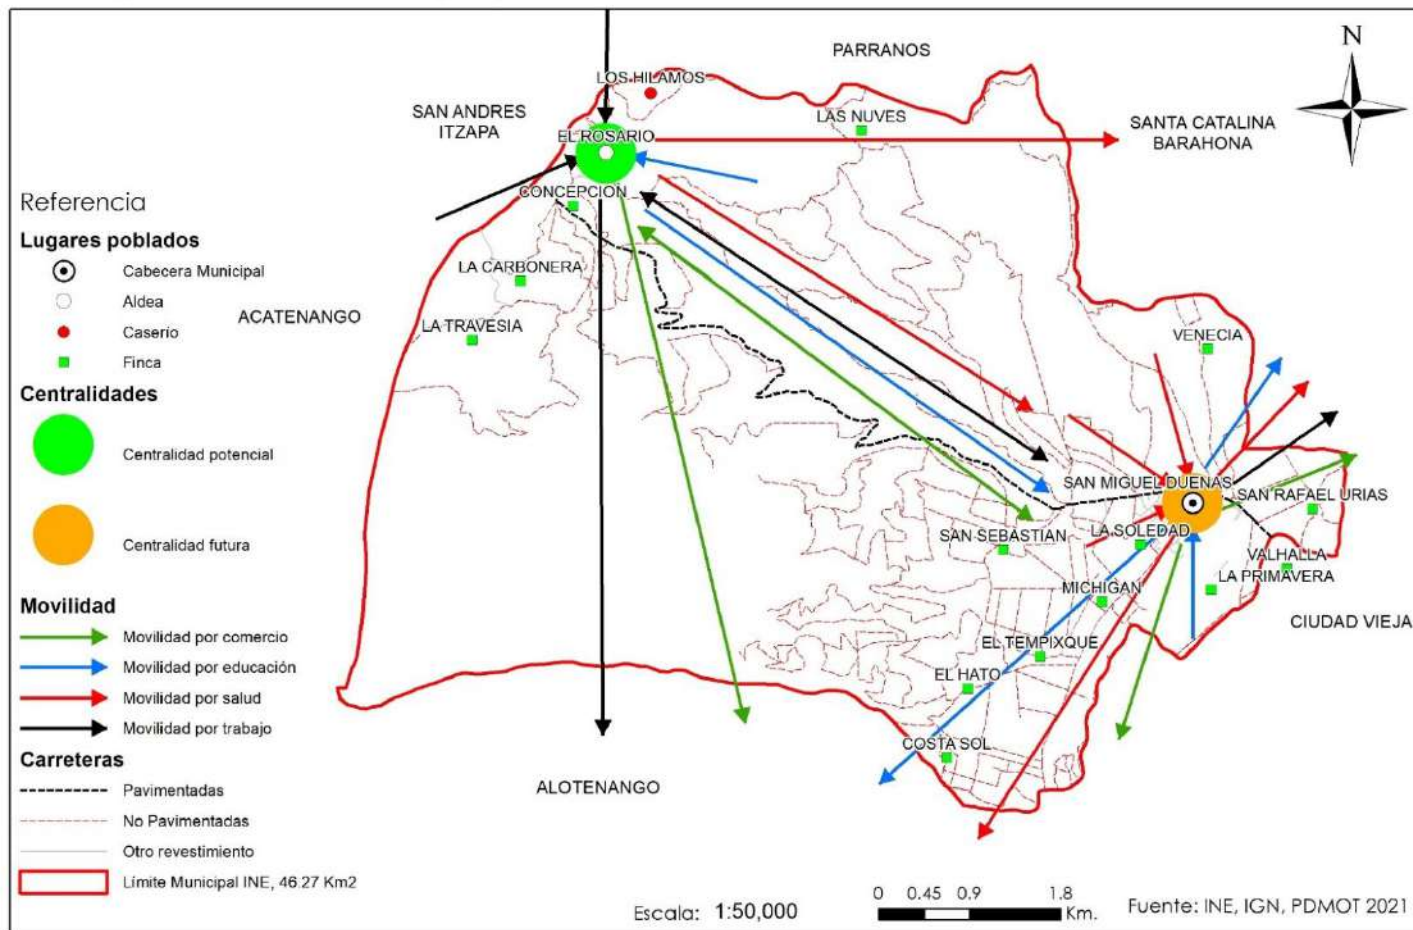 PARRANOS
N
LOS HILAMOS
SAN ANDRES
ITZAPA
LAS NUVES
SANTA CATALINA
BARAHONA
EL ROSARIO
CONCEPCION
Referencia
Lugares poblados
Cabecera Municipal
Aldea
Caserio
Finca
LA CARBONERA
ACATENANGO
LA TRAVESIA
VENECIA
Centralidades
Centralidad potencial
Centralidad futura
SAN MIGUEL DUENAS
SAN RAFAEL URIAS
SAN SEBASTIAN
LA SOLEDAD
VALHALLA
LA PRIMAVERA
MICHIGAN
CIUDAD VIEJA
EL TEMPIXQUE
EL HATO
COSTA SOL
ALOTENANGO
Movilidad
Movilidad por comercio
Movilidad por educación
Movilidad por salud
Movilidad por trabajo
Carreteras
Pavimentadas
No Pavimentadas
Otro revestimiento
Límite Municipal INE, 46.27 Km2
Escala: 1:50,000
0 0.45 0.9 1.8
Km.
Fuente: INE, IGN, PDMOT 2021